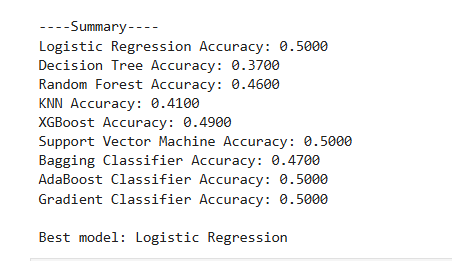 ----Summary----
Logistic Regression Accuracy: 0.5000
Decision Tree Accuracy: 0.3700
Random Forest Accuracy: 0.4600
KNN Accuracy: 0.4100
XGBoost Accuracy: 0.4900
Support Vector Machine Accuracy: 0.5000
Bagging Classifier Accuracy: 0.4700
AdaBoost Classifier Accuracy: 0.5000
Gradient Classifier Accuracy: 0.5000
Best model: Logistic Regression